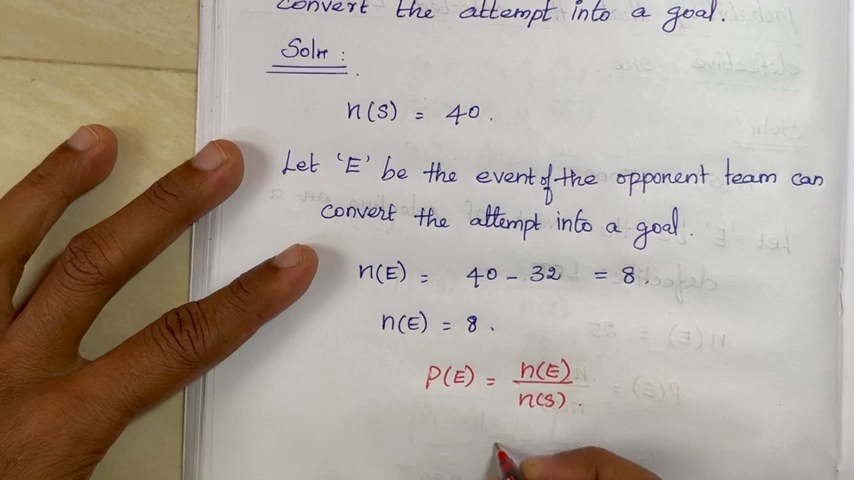 convert the attempt into a goal.
Soln :
n(S) = 40.
Let 'E' be the event of the opponent team can
convert the attempt into a goal.
n(E) = 40 - 32 = 8.
n(E) = 8.
P(E) = n(E)
n(S).